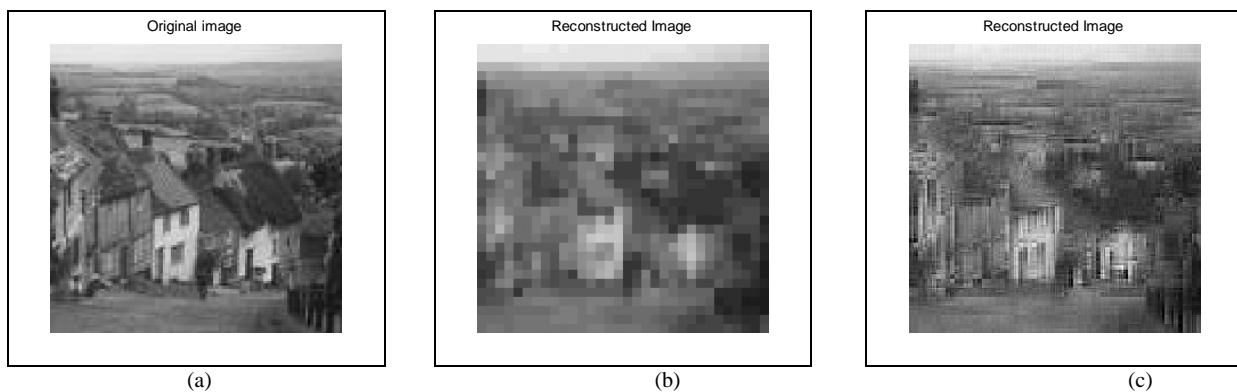 Original image
Reconstructed Image
Reconstructed Image
(a)
(b)
(c)